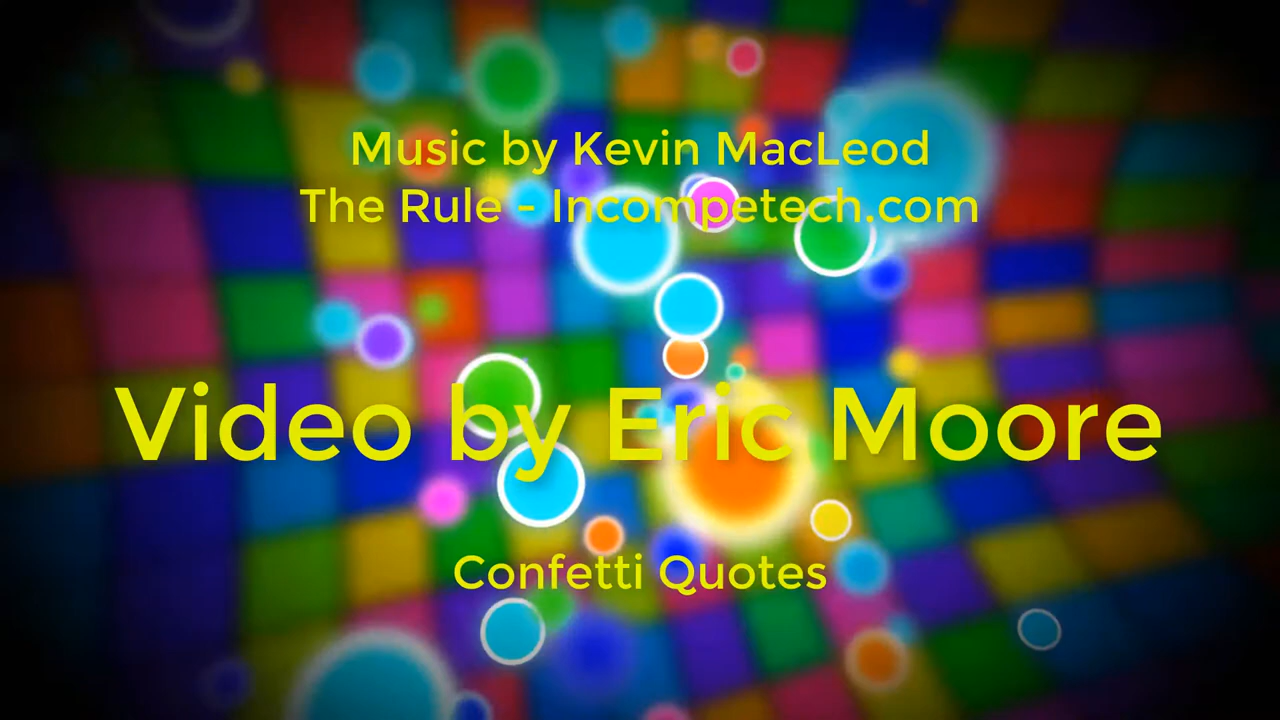 Music by Kevin MacLeod
The Rule - Incompetech.com
Video by Eric Moore
Confetti Quotes